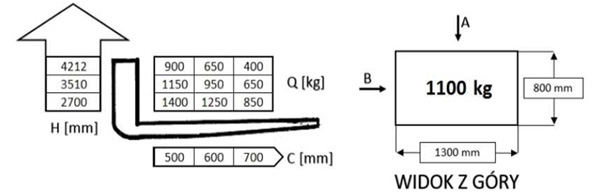 4212 900 650 400
3510 1150 950 650
2700 1400 1250 850
H [mm]
Q [kg]
500 600 700 C [mm]
A
B
1100 kg
800 mm
1300 mm
WIDOK Z GÓRY